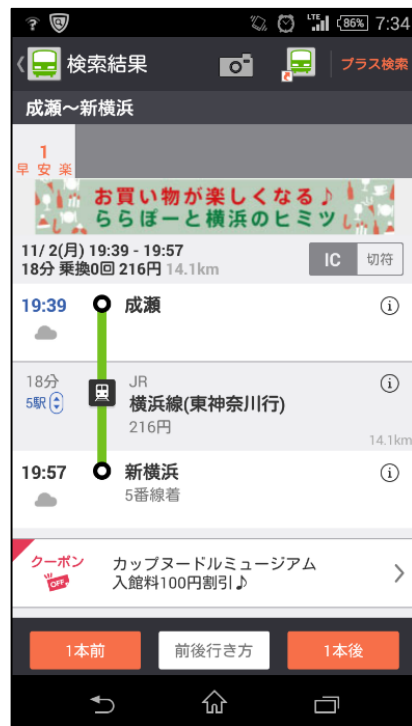 LTE 86% 7:34
検索結果 プラス検索
成瀬～新横浜
1
早 安 楽
お買い物が楽しくなる♪
ららぽーと横浜のヒミツ
11/ 2(月) 19:39 - 19:57
18分 乗換0回 216円 14.1km
IC 切符
19:39 成瀬
18分 JR
5駅 横浜線(東神奈川行)
216円
14.1km
19:57 新横浜
5番線着
クーポン カップヌードルミュージアム
OFF 入館料100円割引♪
1本前 前後行き方 1本後